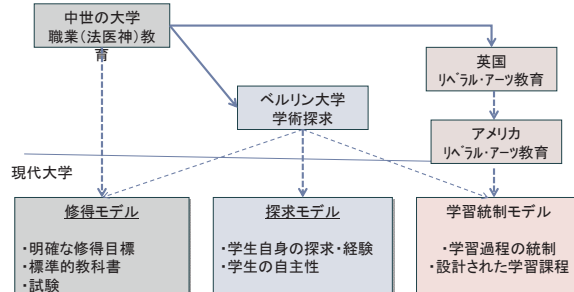 中世の大学
職業(法医神)教
育
英国
リベラル・アーツ教育
ベルリン大学
学術探求
アメリカ
リベラル・アーツ教育
現代大学
修得モデル
・明確な修得目標
・標準的教科書
・試験
探求モデル
・学生自身の探求・経験
・学生の自主性
学習統制モデル
・学習過程の統制
・設計された学習課程